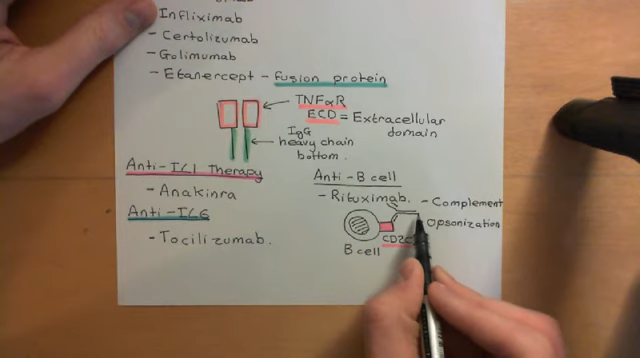 - Infliximab
- Certolizumab
- Golimumab
- Etanercept - fusion protein
TNFαR
ECD = Extracellular
domain
IgG
heavy chain
bottom.
Anti-IL1 Therapy
- Anakinra
Anti-IL6
- Tocilizumab.
Anti-B cell
- Rituximab.
- Complement
Opsonization
B cell